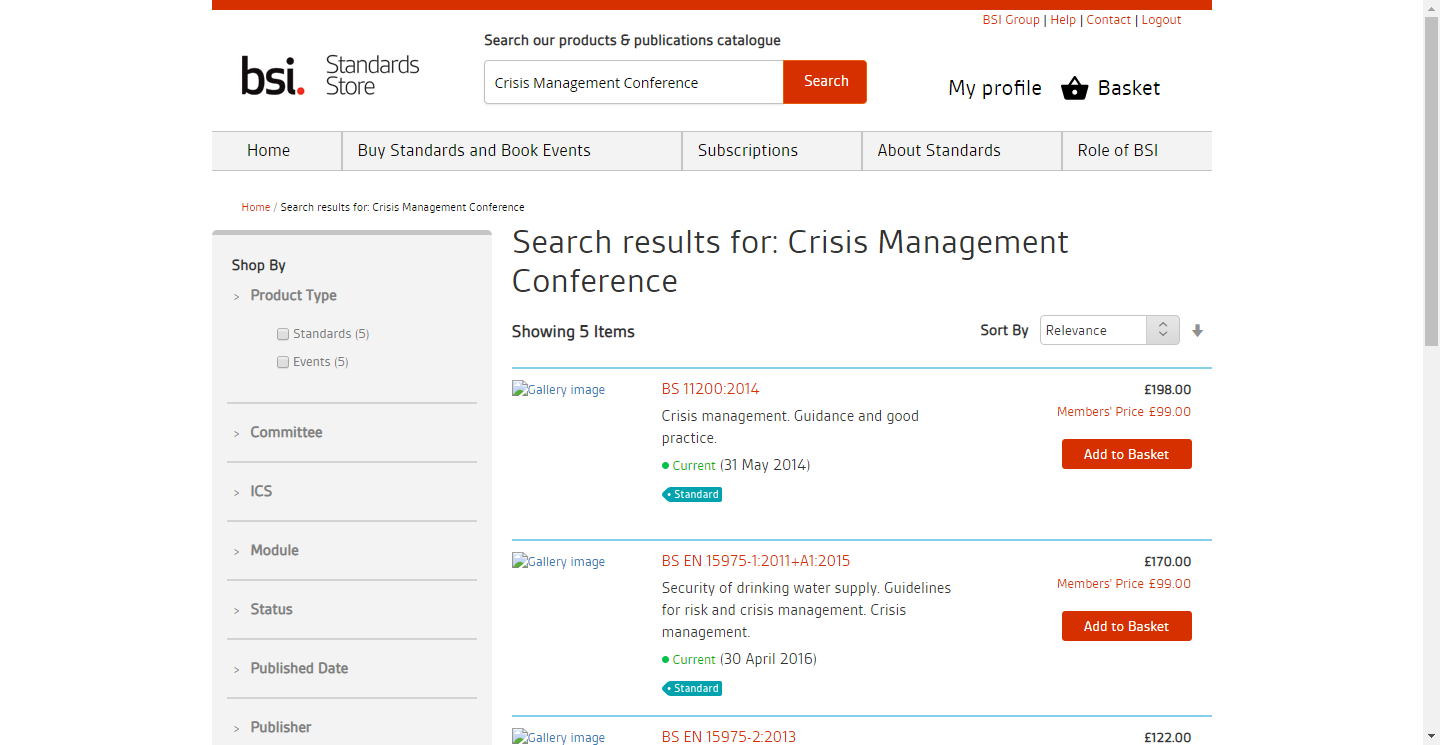 BSI Group | Help | Contact | Logout
bsi.
Standards
Store
Search our products & publications catalogue
Crisis Management Conference
Search
My profile
Basket
Home
Buy Standards and Book Events
Subscriptions
About Standards
Role of BSI
Home / Search results for: Crisis Management Conference
Shop By
> Product Type
Standards (5)
Events (5)
> Committee
> ICS
> Module
> Status
> Published Date
> Publisher
Search results for: Crisis Management
Conference
Showing 5 Items
Sort By
Relevance
Gallery image
BS 11200:2014
£198.00
Members' Price £99.00
Crisis management. Guidance and good
practice.
Add to Basket
Current (31 May 2014)
Standard
Gallery image
BS EN 15975-1:2011+A1:2015
£170.00
Members' Price £99.00
Security of drinking water supply. Guidelines
for risk and crisis management. Crisis
management.
Add to Basket
Current (30 April 2016)
Standard
Gallery image
BS EN 15975-2:2013
£122.00